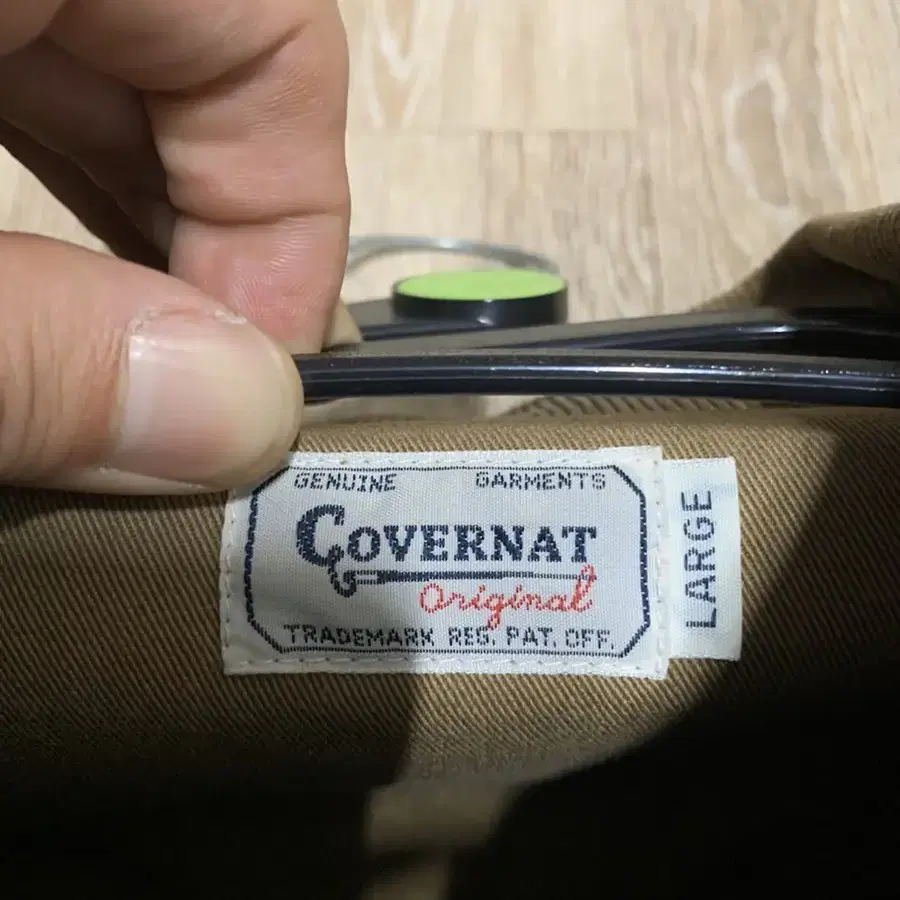 GENUINE GARMENTS
COVERNAT
Original
TRADEMARK REG. PAT. OFF.
LARGE